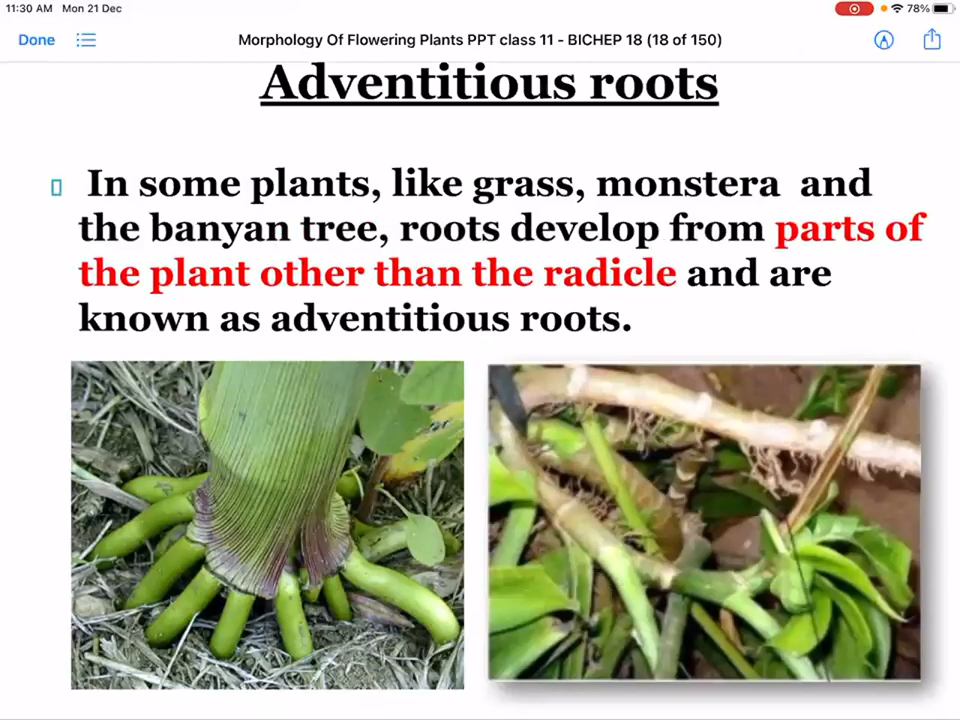 11:30 AM Mon 21 Dec 78%
Done Morphology Of Flowering Plants PPT class 11 - BICHEP 18 (18 of 150)
Adventitious roots
In some plants, like grass, monstera and
the banyan tree, roots develop from parts of
the plant other than the radicle and are
known as adventitious roots.